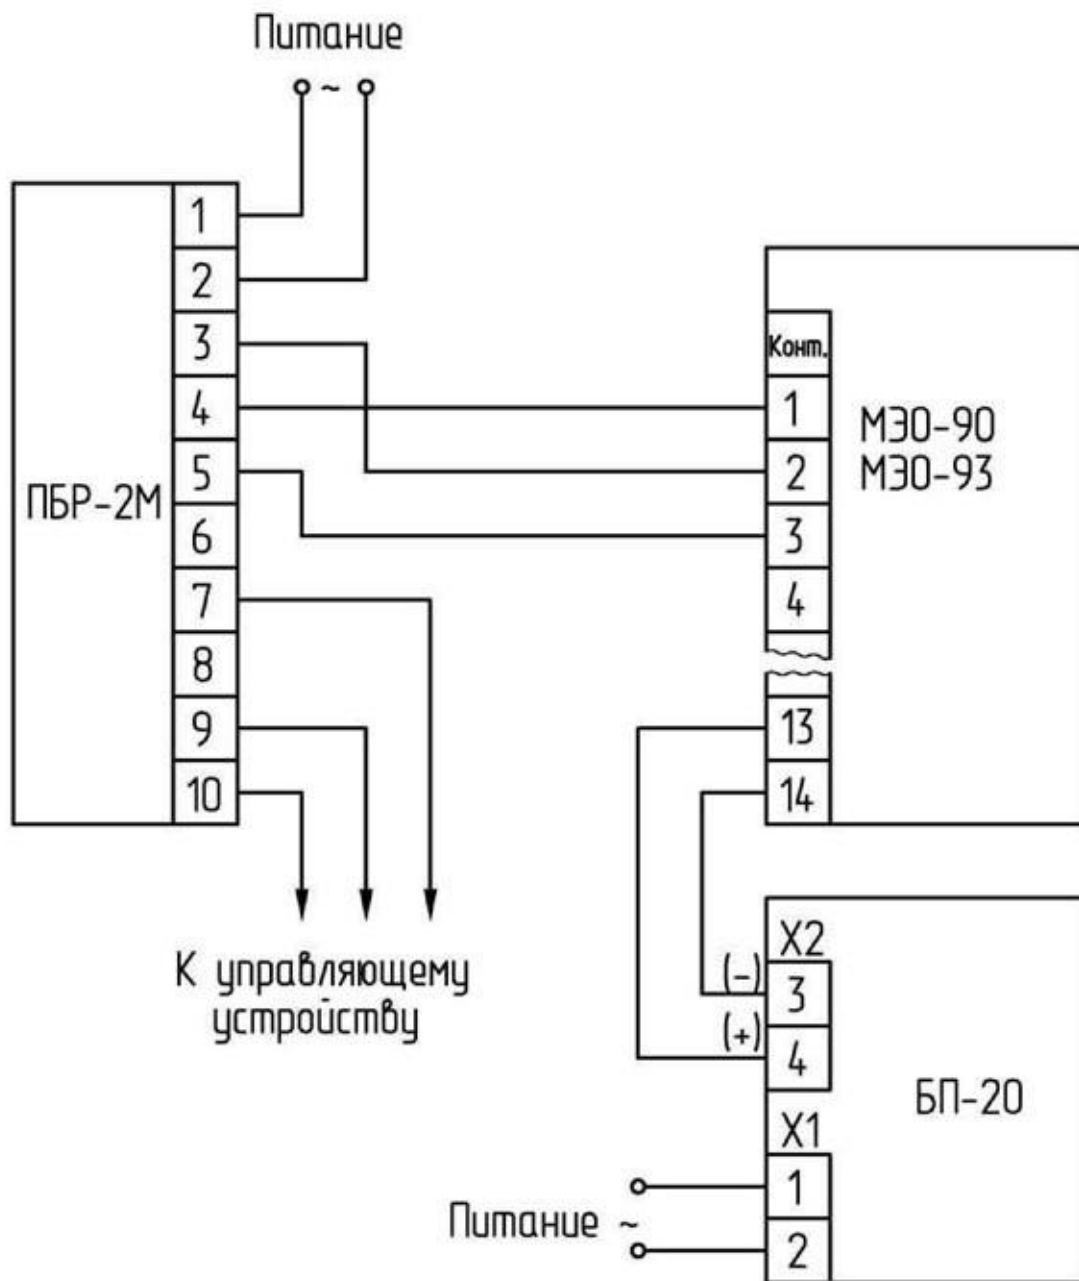 Питание
~
1
2
3
4
5
6
7
8
9
10
ПБР-2М
К управляющему
устройству
Конт.
1
2
3
4
13
14
МЭО-90
МЭО-93
X2
(-) 3
(+) 4
X1
1
2
БП-20
Питание ~